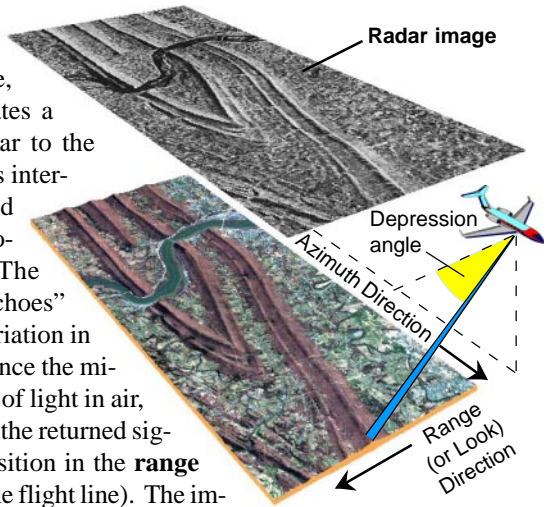 Radar image
e,
ates a
ar to the
s inter-
d
o-
The
choes”
riation in
nce the mi-
of light in air,
the returned sig-
sition in the range
e flight line). The im-
Depression
angle
Azimuth Direction
Range
(or Look)
Direction